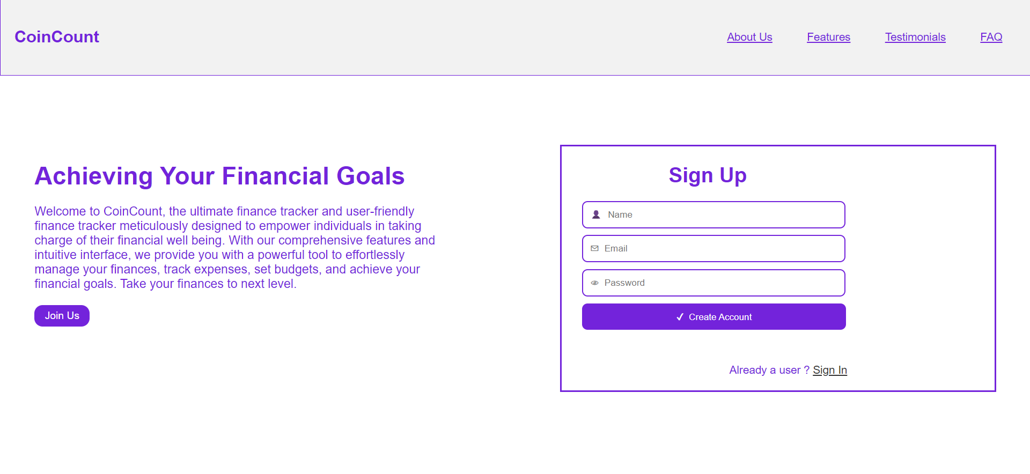 CoinCount
About Us
Features
Testimonials
FAQ
Achieving Your Financial Goals
Welcome to CoinCount, the ultimate finance tracker and user-friendly
finance tracker meticulously designed to empower individuals in taking
charge of their financial well being. With our comprehensive features and
intuitive interface, we provide you with a powerful tool to effortlessly
manage your finances, track expenses, set budgets, and achieve your
financial goals. Take your finances to next level.
Join Us
Sign Up
Name
Email
Password
✓ Create Account
Already a user ? Sign In